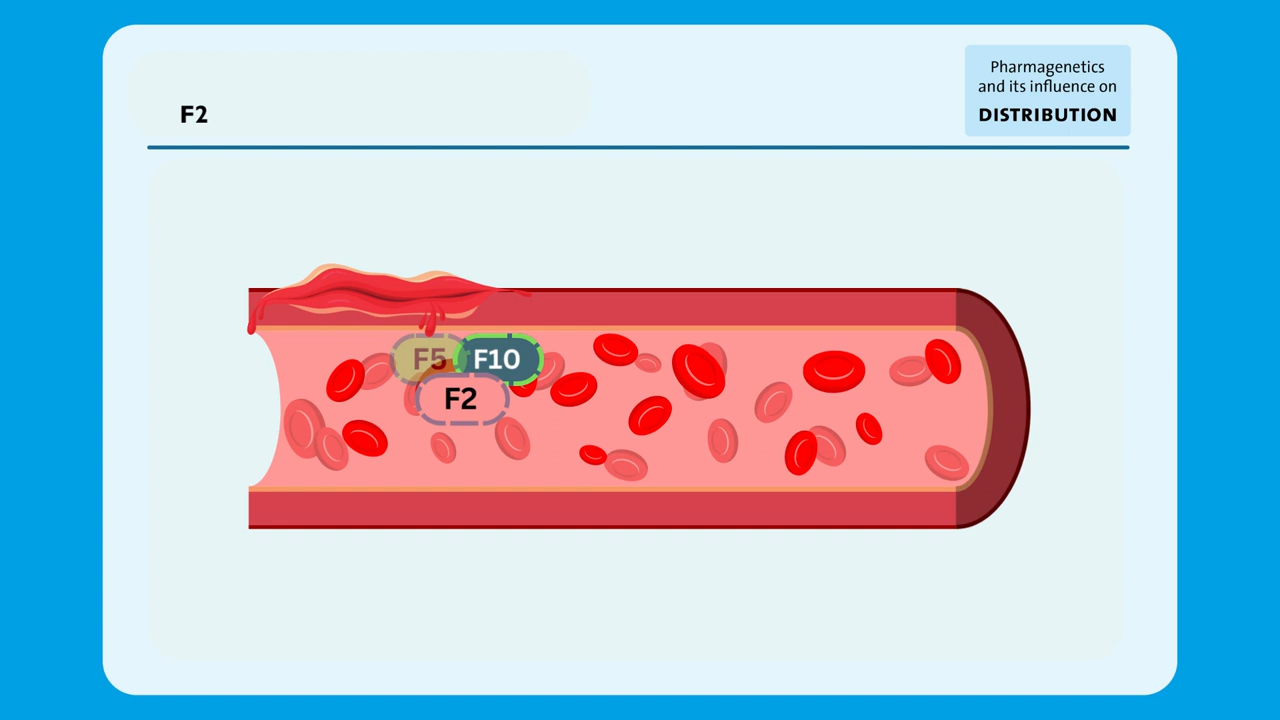 F2
Pharmagenetics
and its influence on
DISTRIBUTION
F5
F10
F2